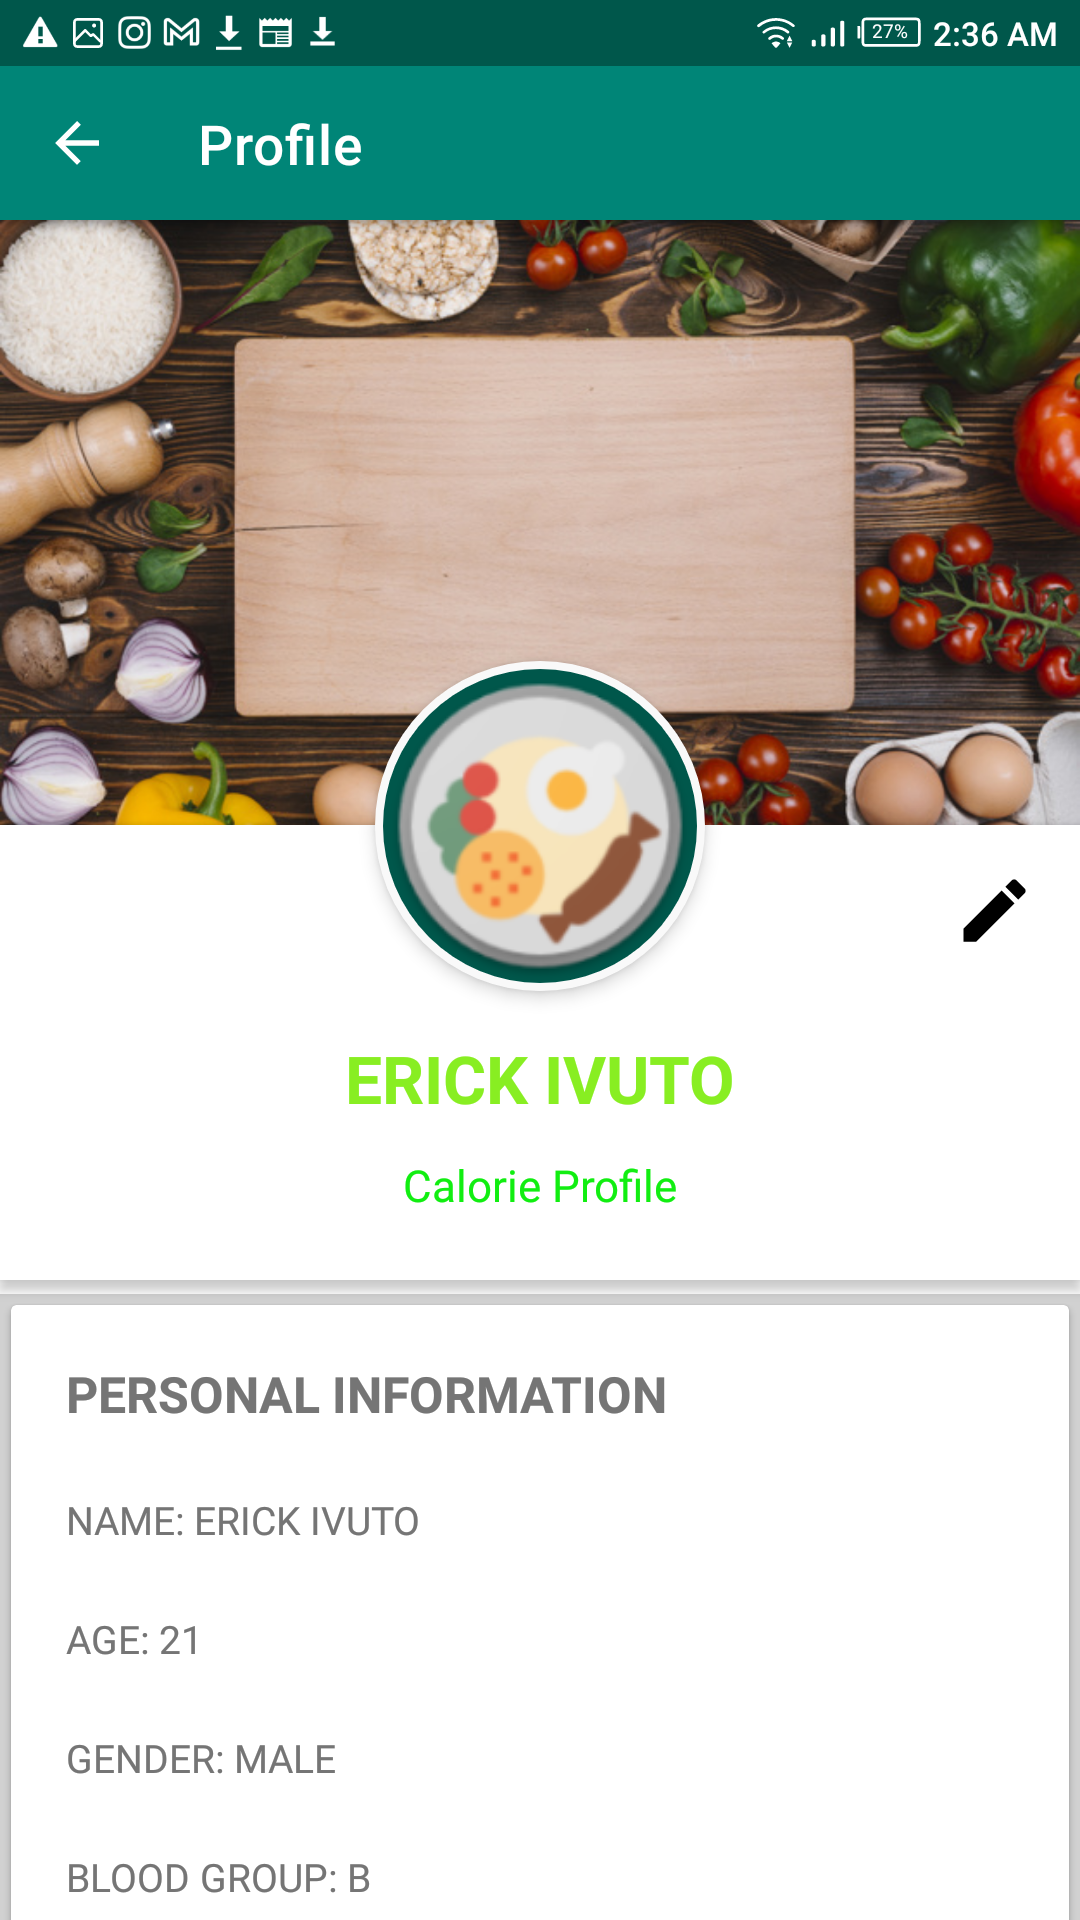 27% 2:36 AM
Profile
ERICK IVUTO
Calorie Profile
PERSONAL INFORMATION
NAME: ERICK IVUTO
AGE: 21
GENDER: MALE
BLOOD GROUP: B